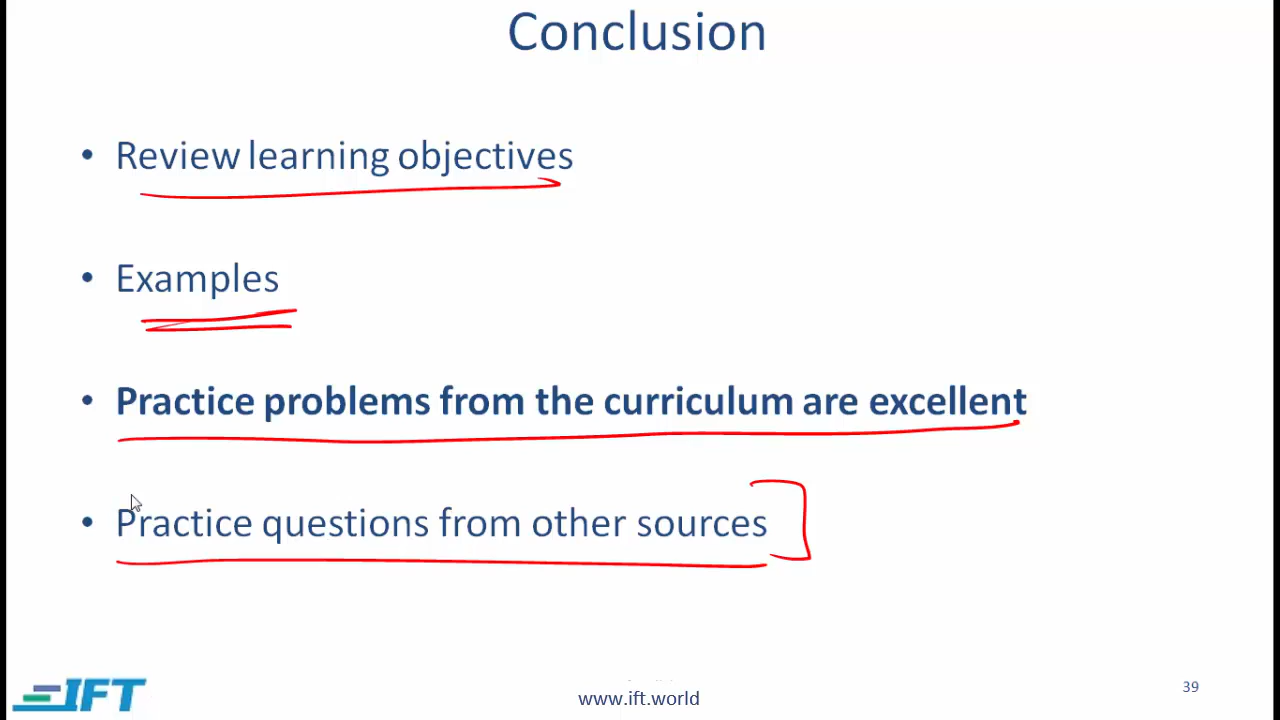 Conclusion
• Review learning objectives
• Examples
• Practice problems from the curriculum are excellent
• Practice questions from other sources
IFT
www.ift.world
39